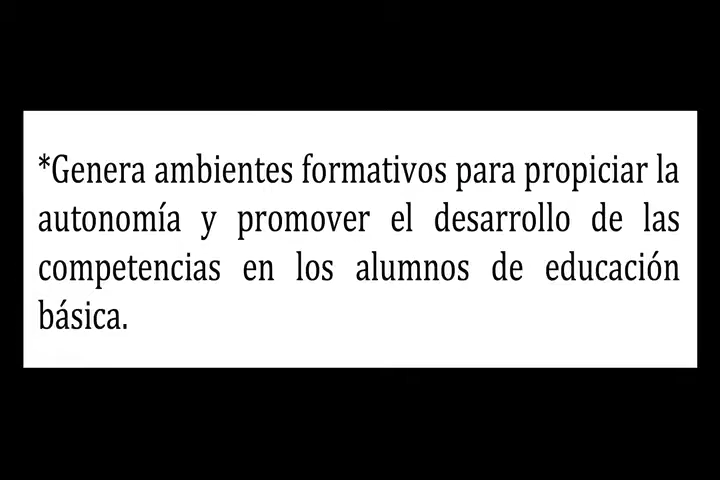 *Genera ambientes formativos para propiciar la
autonomía y promover el desarrollo de las
competencias en los alumnos de educación
básica.